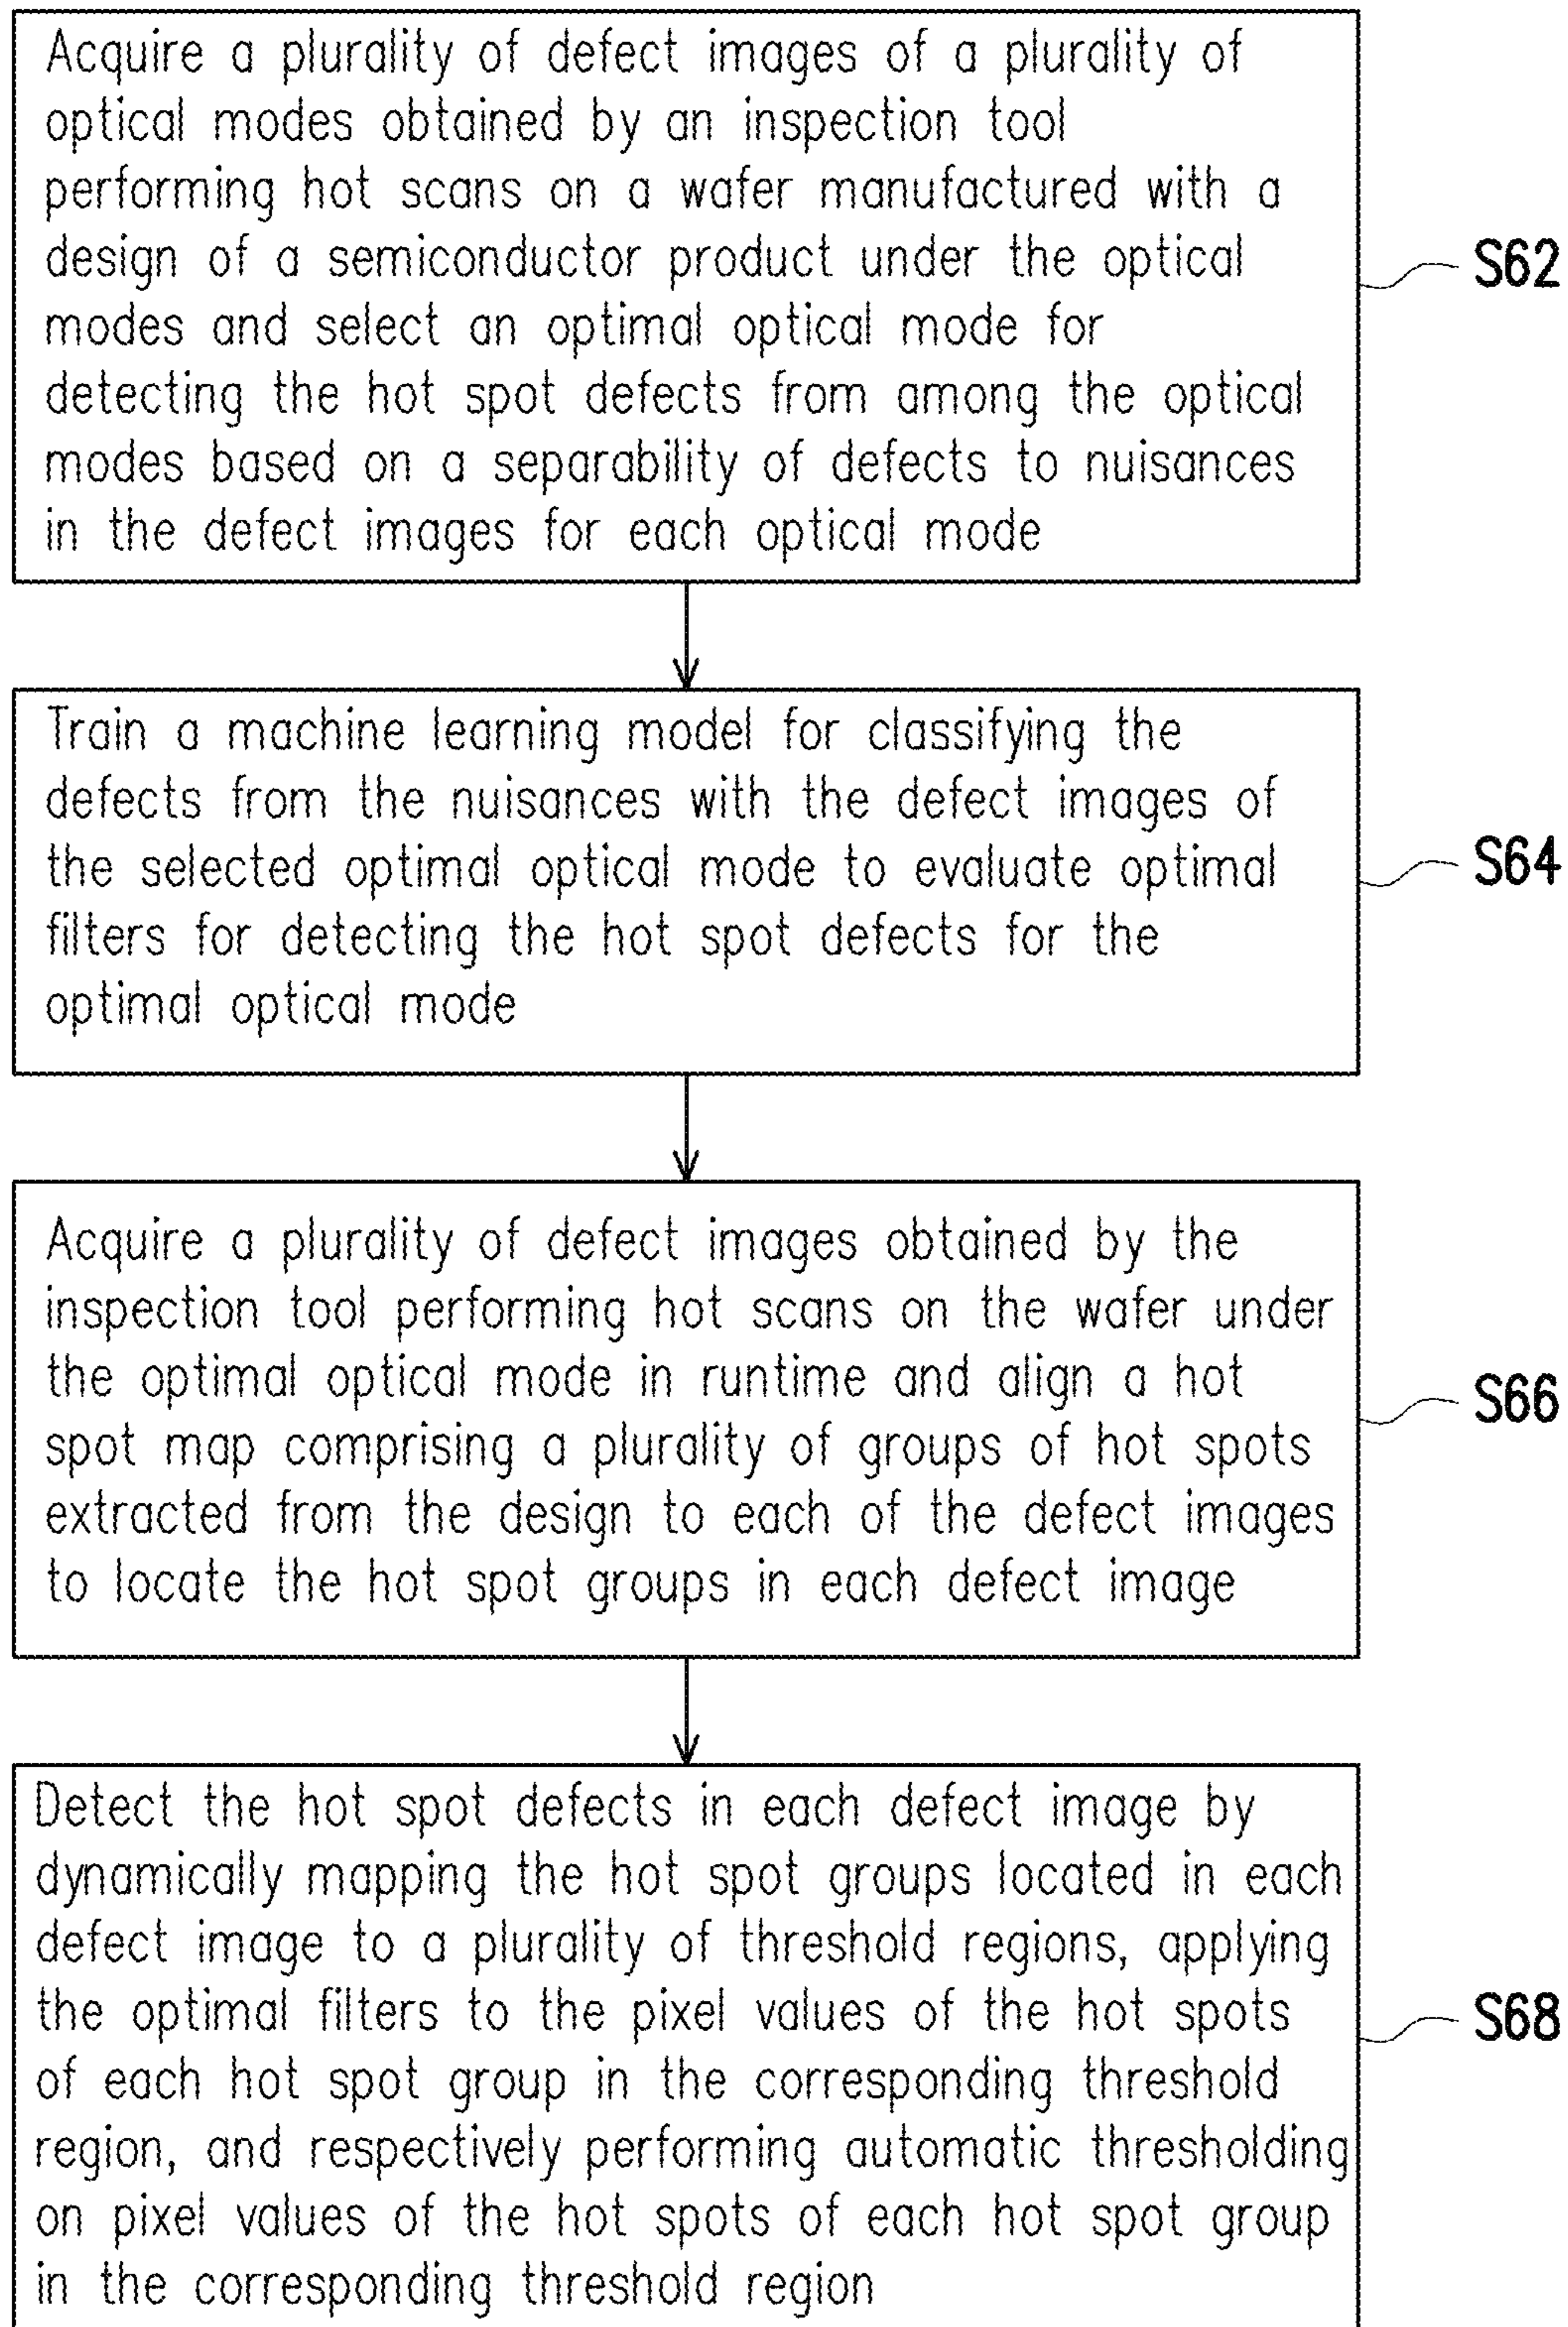 Acquire a plurality of defect images of a plurality of
optical modes obtained by an inspection tool
performing hot scans on a wafer manufactured with a
design of a semiconductor product under the optical
modes and select an optimal optical mode for
detecting the hot spot defects from among the optical
modes based on a separability of defects to nuisances
in the defect images for each optical mode
S62
Train a machine learning model for classifying the
defects from the nuisances with the defect images of
the selected optimal optical mode to evaluate optimal
filters for detecting the hot spot defects for the
optimal optical mode
S64
Acquire a plurality of defect images obtained by the
inspection tool performing hot scans on the wafer under
the optimal optical mode in runtime and align a hot
spot map comprising a plurality of groups of hot spots
extracted from the design to each of the defect images
to locate the hot spot groups in each defect image
S66
Detect the hot spot defects in each defect image by
dynamically mapping the hot spot groups located in each
defect image to a plurality of threshold regions, applying
the optimal filters to the pixel values of the hot spots
of each hot spot group in the corresponding threshold
region, and respectively performing automatic thresholding
on pixel values of the hot spots of each hot spot group
in the corresponding threshold region
S68